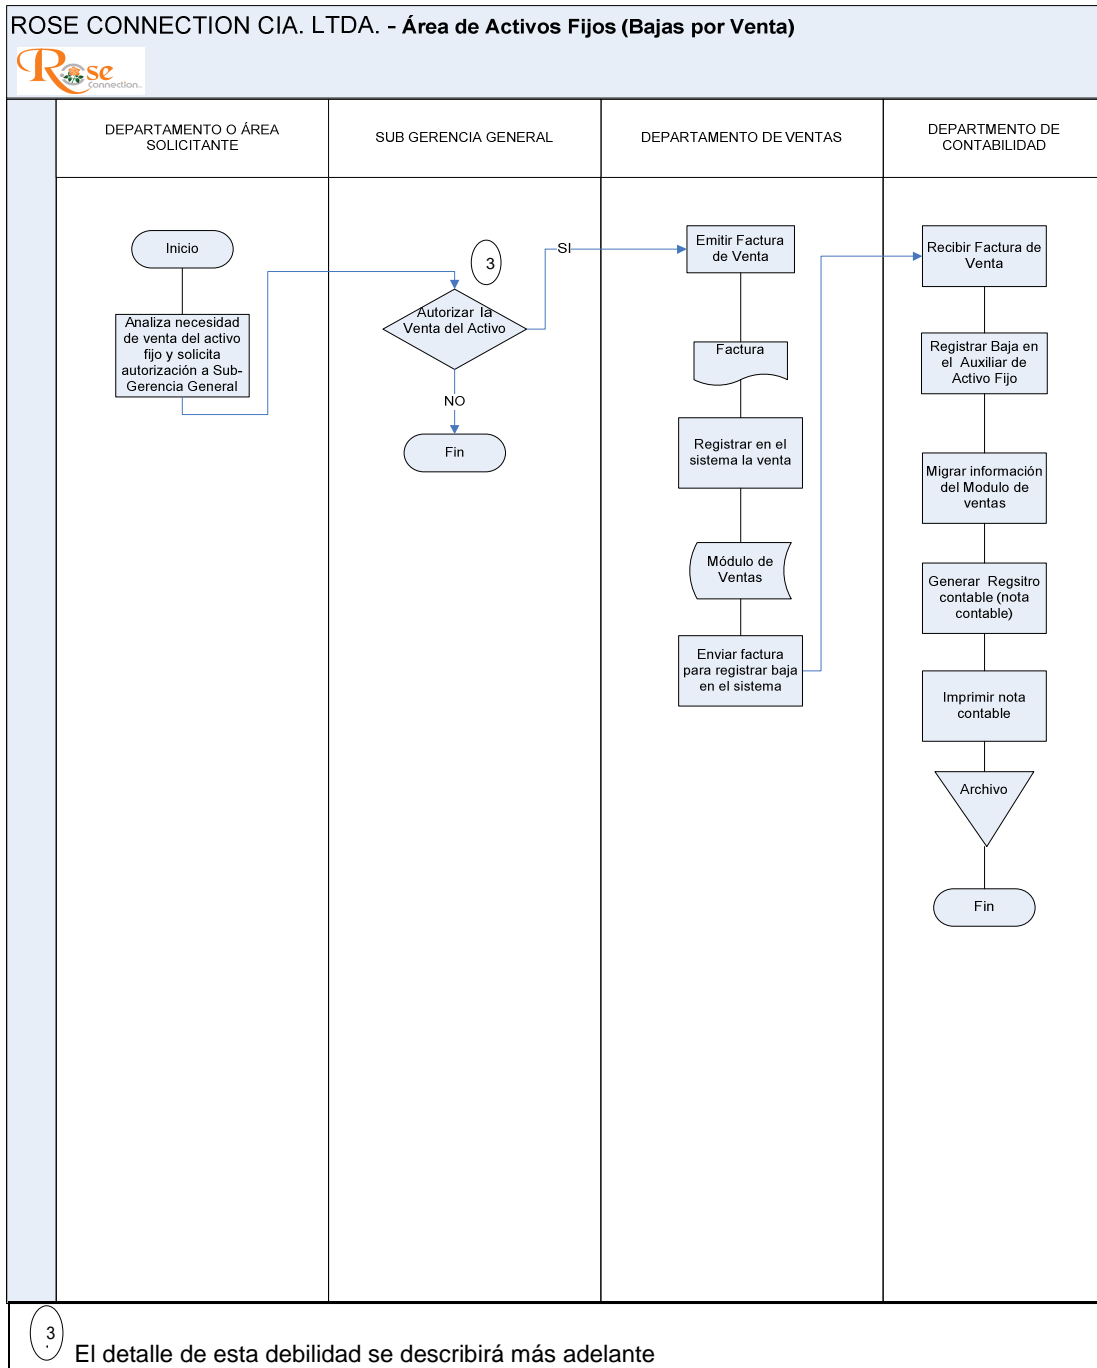 ROSE CONNECTION CIA. LTDA. - Área de Activos Fijos (Bajas por Venta)
Rose
connection...
DEPARTAMENTO O ÁREA
SOLICITANTE
SUB GERENCIA GENERAL
DEPARTAMENTO DE VENTAS
DEPARTMENTO DE
CONTABILIDAD
Inicio
Analiza necesidad
de venta del activo
fijo y solicita
autorización a Sub-
Gerencia General
3
Autorizar la
Venta del Activo
SI
NO
Fin
Emitir Factura
de Venta
Factura
Registrar en el
sistema la venta
Módulo de
Ventas
Enviar factura
para registrar baja
en el sistema
Recibir Factura de
Venta
Registrar Baja en
el Auxiliar de
Activo Fijo
Migrar información
del Modulo de
ventas
Generar Regsitro
contable (nota
contable)
Imprimir nota
contable
Archivo
Fin
3
.
El detalle de esta debilidad se describirá más adelante